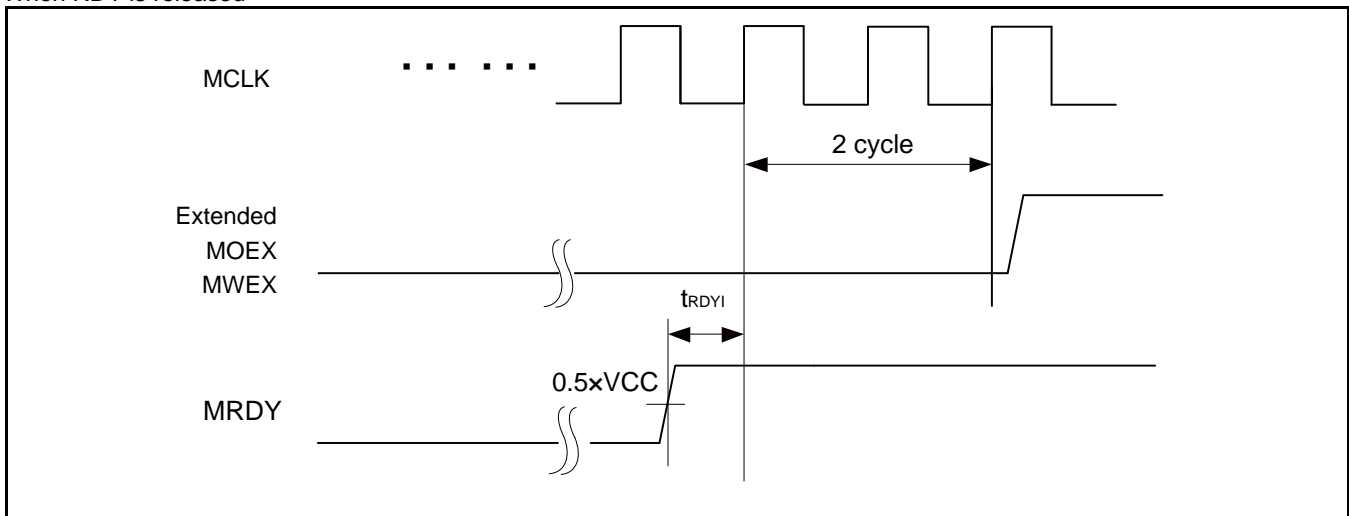 When RDY is released
MCLK
... ...
2 cycle
Extended
MOEX
MWEX
tRDYI
0.5×VCC
MRDY